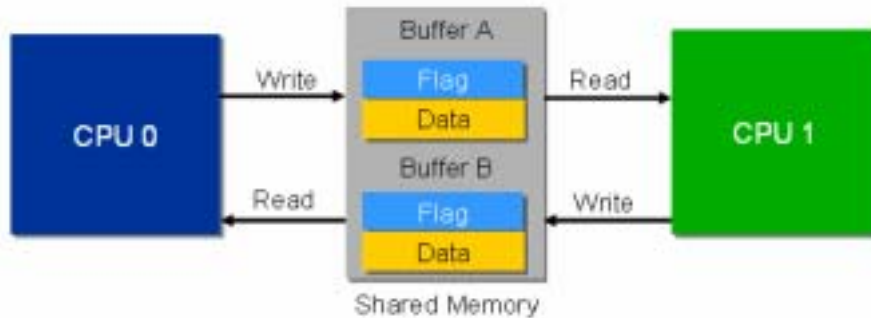 Buffer A
Write
Flag
Read
Data
CPU 0
CPU 1
Buffer B
Read
Flag
Write
Data
Shared Memory